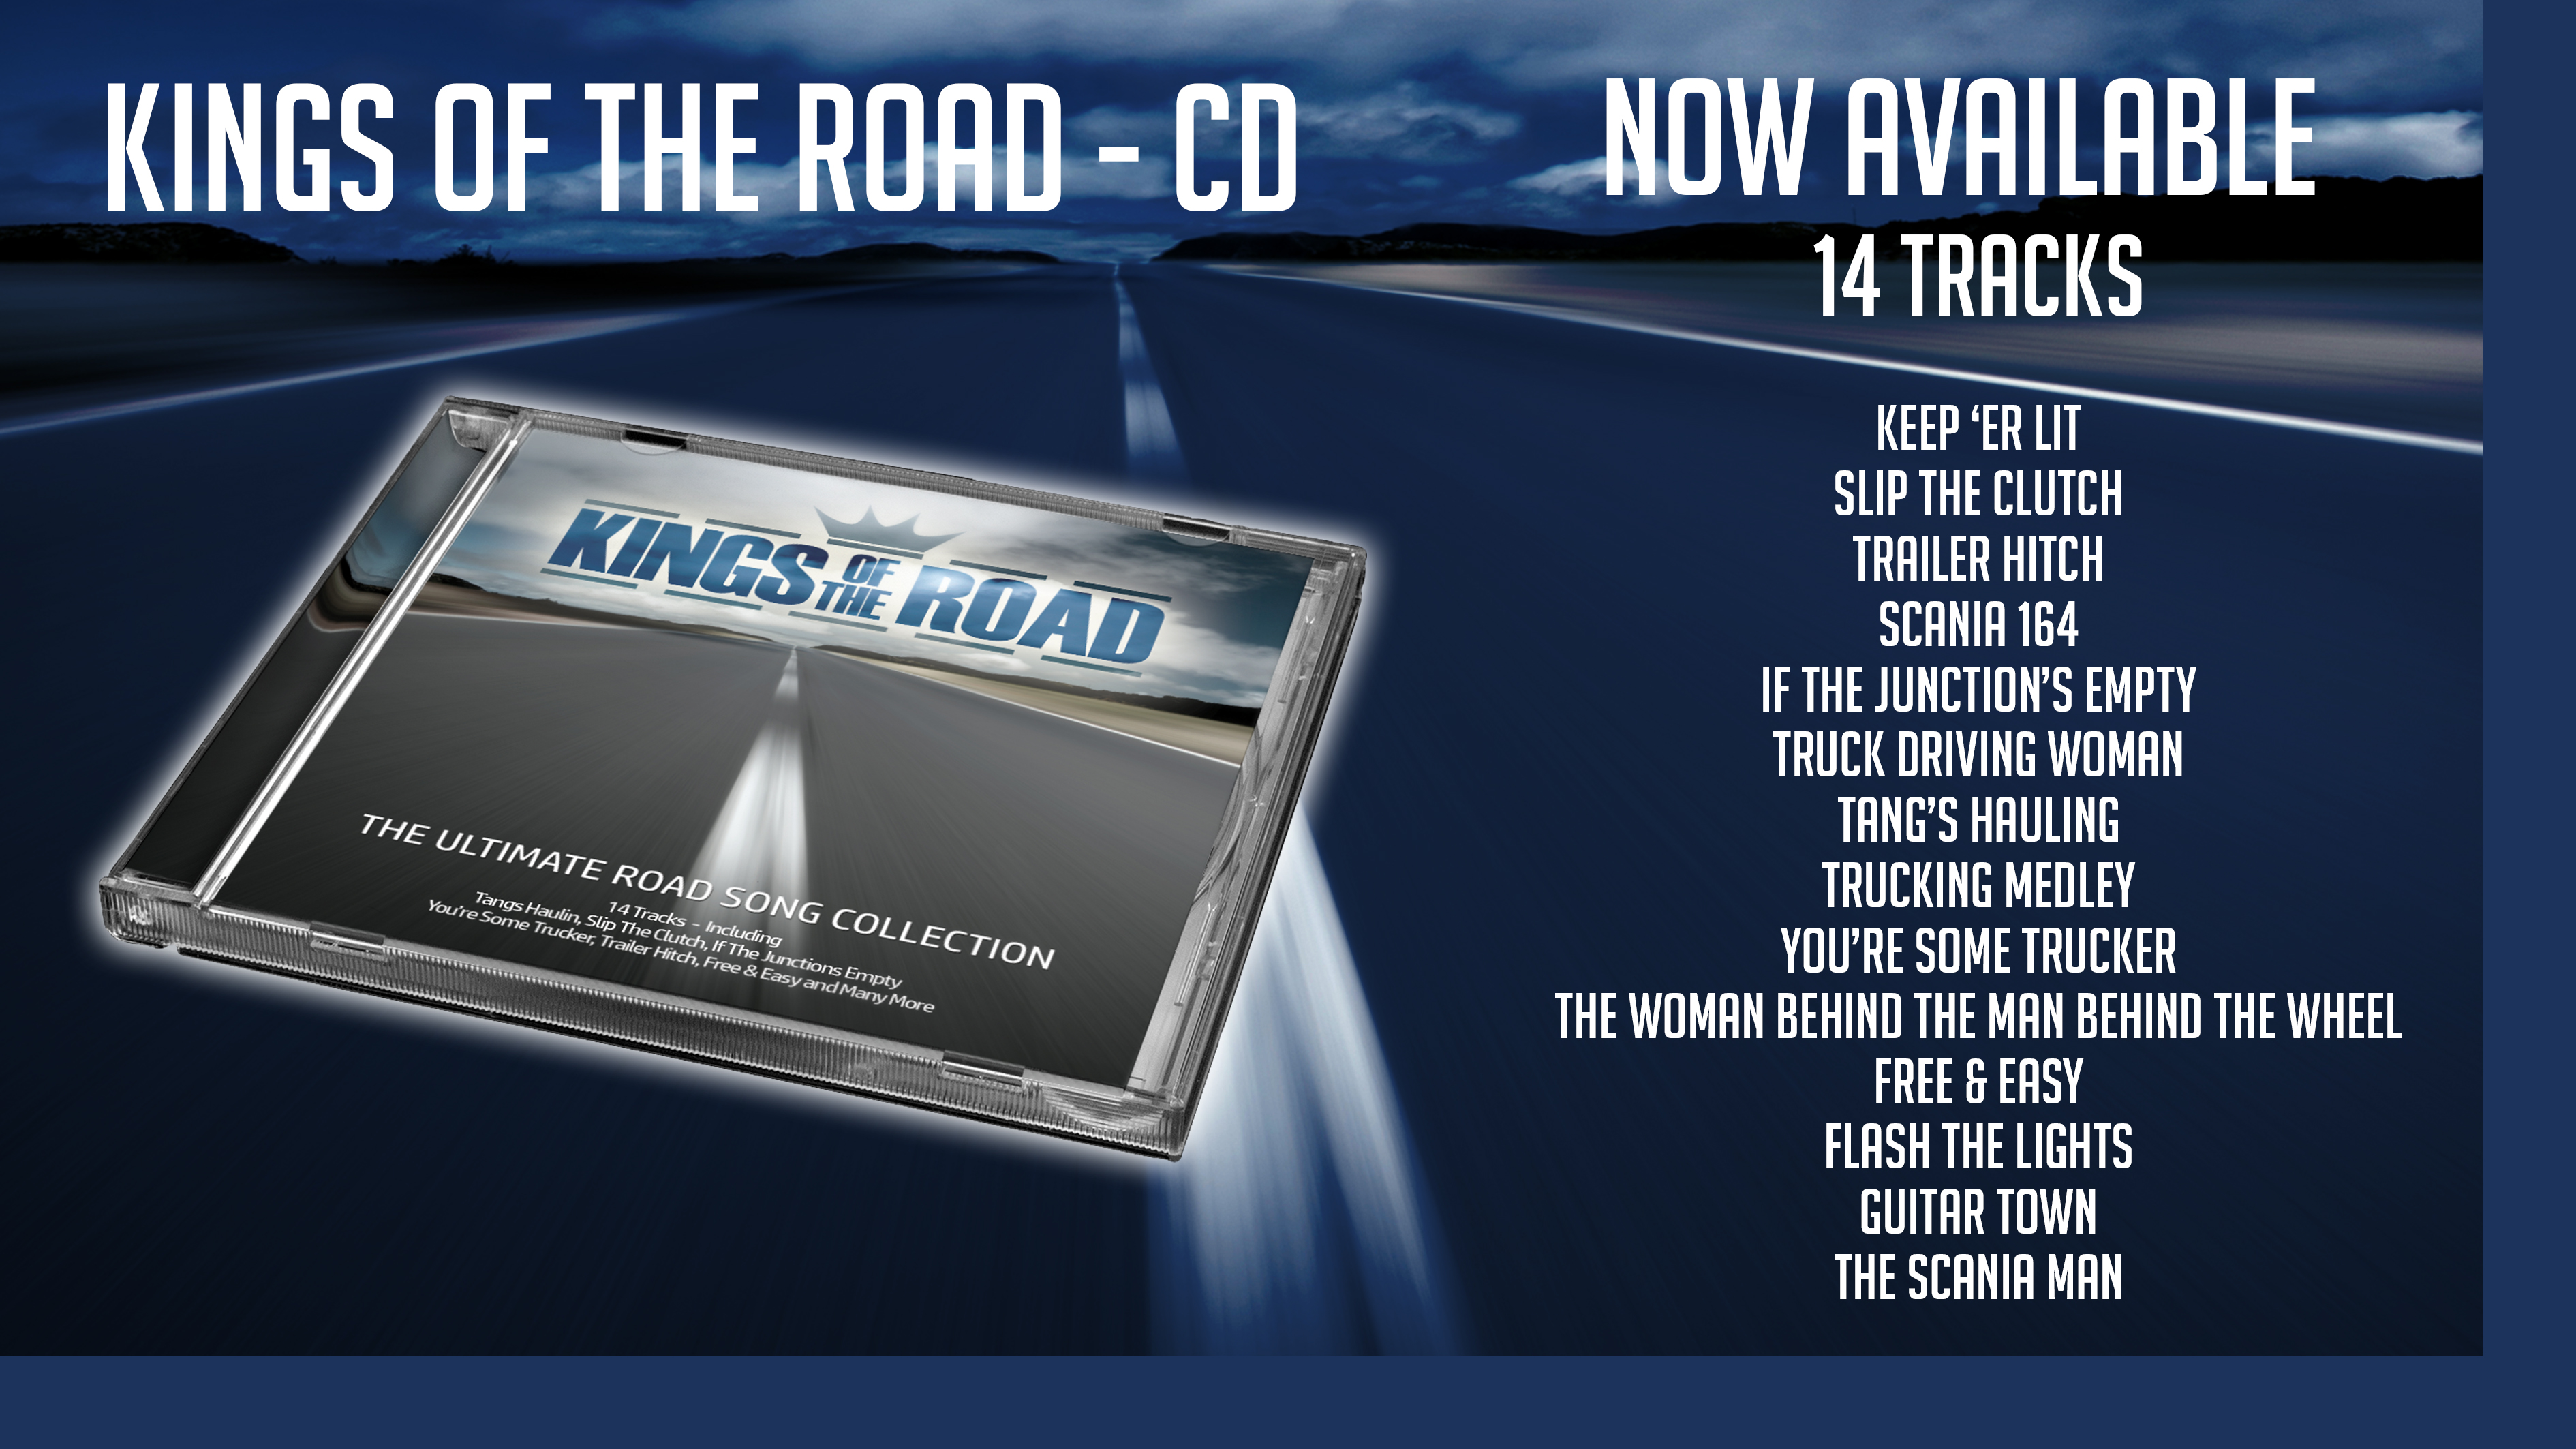 KINGS OF THE ROAD - CD
NOW AVAILABLE
14 TRACKS
KEEP ‘ER LIT
SLIP THE CLUTCH
TRAILER HITCH
SCANIA 164
IF THE JUNCTION’S EMPTY
TRUCK DRIVING WOMAN
TANG’S HAULING
TRUCKING MEDLEY
YOU’RE SOME TRUCKER
THE WOMAN BEHIND THE MAN BEHIND THE WHEEL
FREE & EASY
FLASH THE LIGHTS
GUITAR TOWN
THE SCANIA MAN
KINGS OF THE ROAD
THE ULTIMATE ROAD SONG COLLECTION
14 Tracks - Including
Tangs Haulin, Slip The Clutch, If The Junctions Empty
You're Some Trucker, Trailer Hitch, Free & Easy and Many More